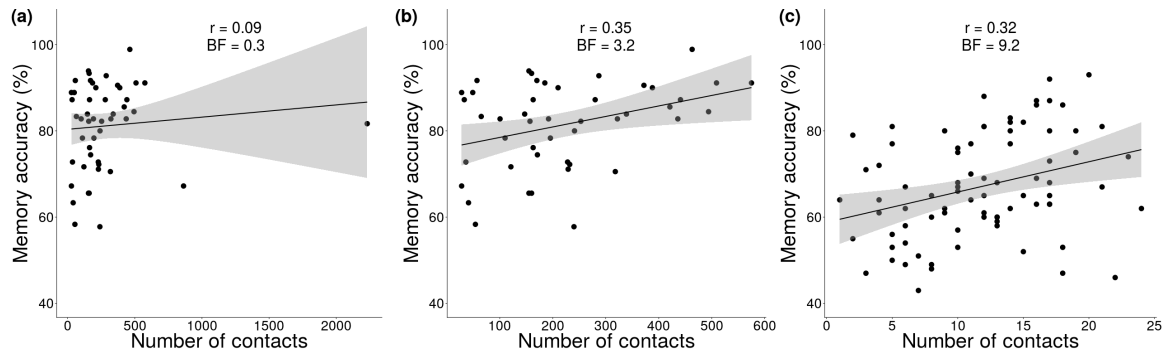 (a)
r = 0.09
BF = 0.3
Memory accuracy (%)
100
80
60
40
0
500
1000
1500
2000
Number of contacts
(b)
r = 0.35
BF = 3.2
Memory accuracy (%)
100
80
60
40
100
200
300
400
500
600
Number of contacts
(c)
r = 0.32
BF = 9.2
Memory accuracy (%)
100
80
60
40
0
5
10
15
20
25
Number of contacts